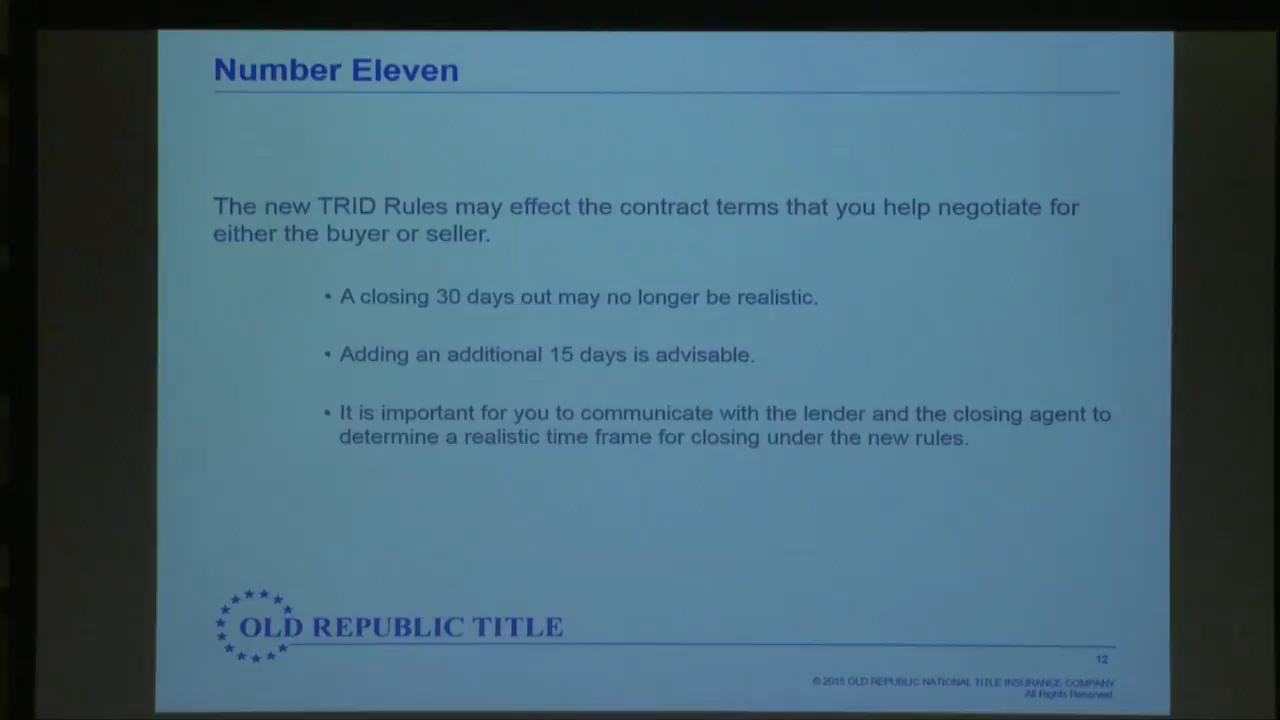 Number Eleven
The new TRID Rules may effect the contract terms that you help negotiate for
either the buyer or seller.
• A closing 30 days out may no longer be realistic.
• Adding an additional 15 days is advisable.
• It is important for you to communicate with the lender and the closing agent to
determine a realistic time frame for closing under the new rules.
OLD REPUBLIC TITLE
12
© 2015 OLD REPUBLIC NATIONAL TITLE INSURANCE COMPANY
All Rights Reserved